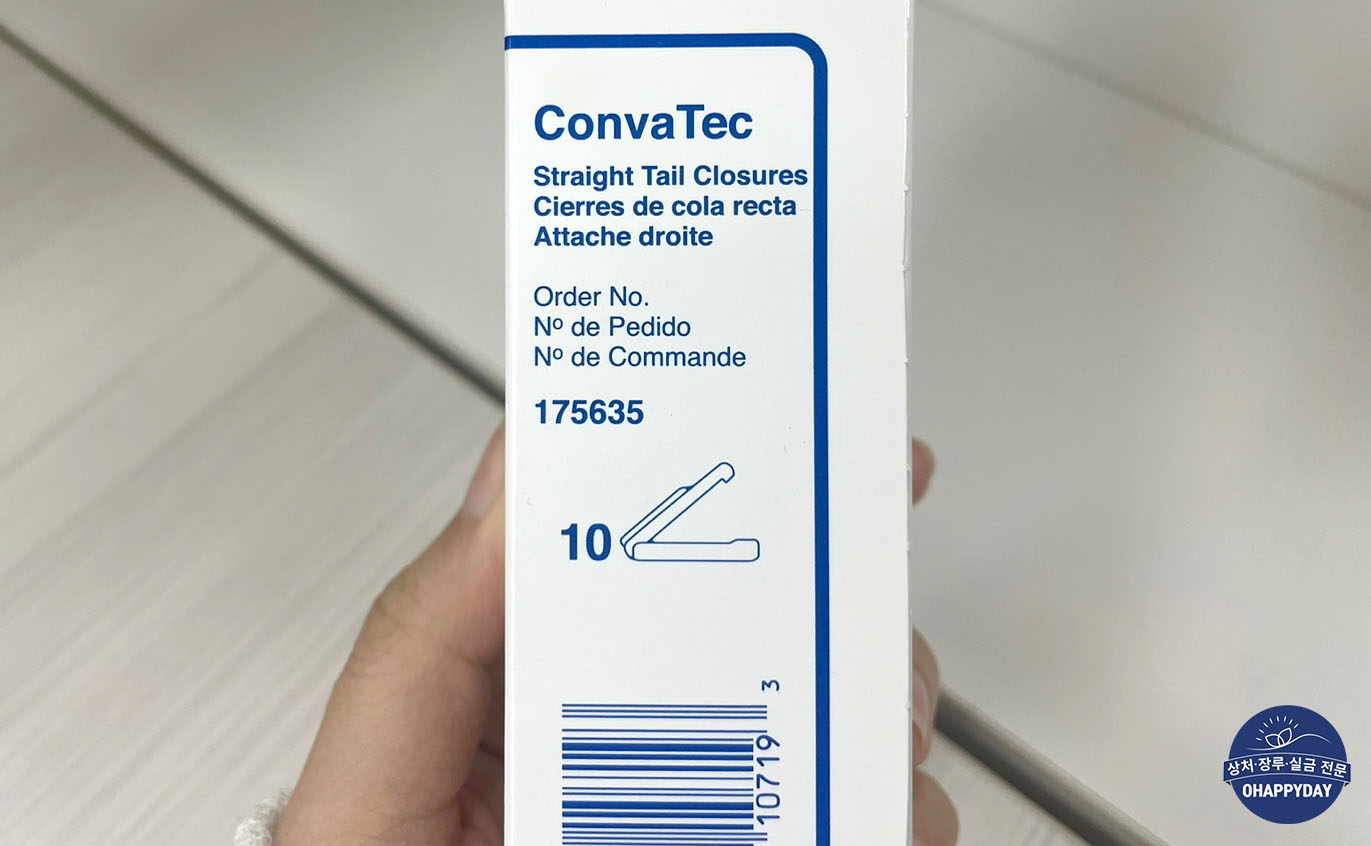 ConvaTec
Straight Tail Closures
Cierres de cola recta
Attache droite
Order No.
Nº de Pedido
Nº de Commande
175635
10
3
10719
상처·장루·실금 전문
OHAPPYDAY